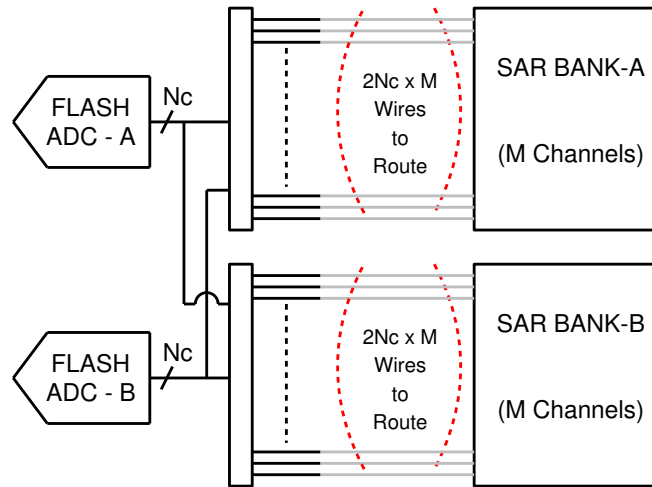 FLASH
ADC - A
Nc
2Nc x M
Wires
to
Route
SAR BANK-A
(M Channels)
FLASH
ADC - B
Nc
2Nc x M
Wires
to
Route
SAR BANK-B
(M Channels)